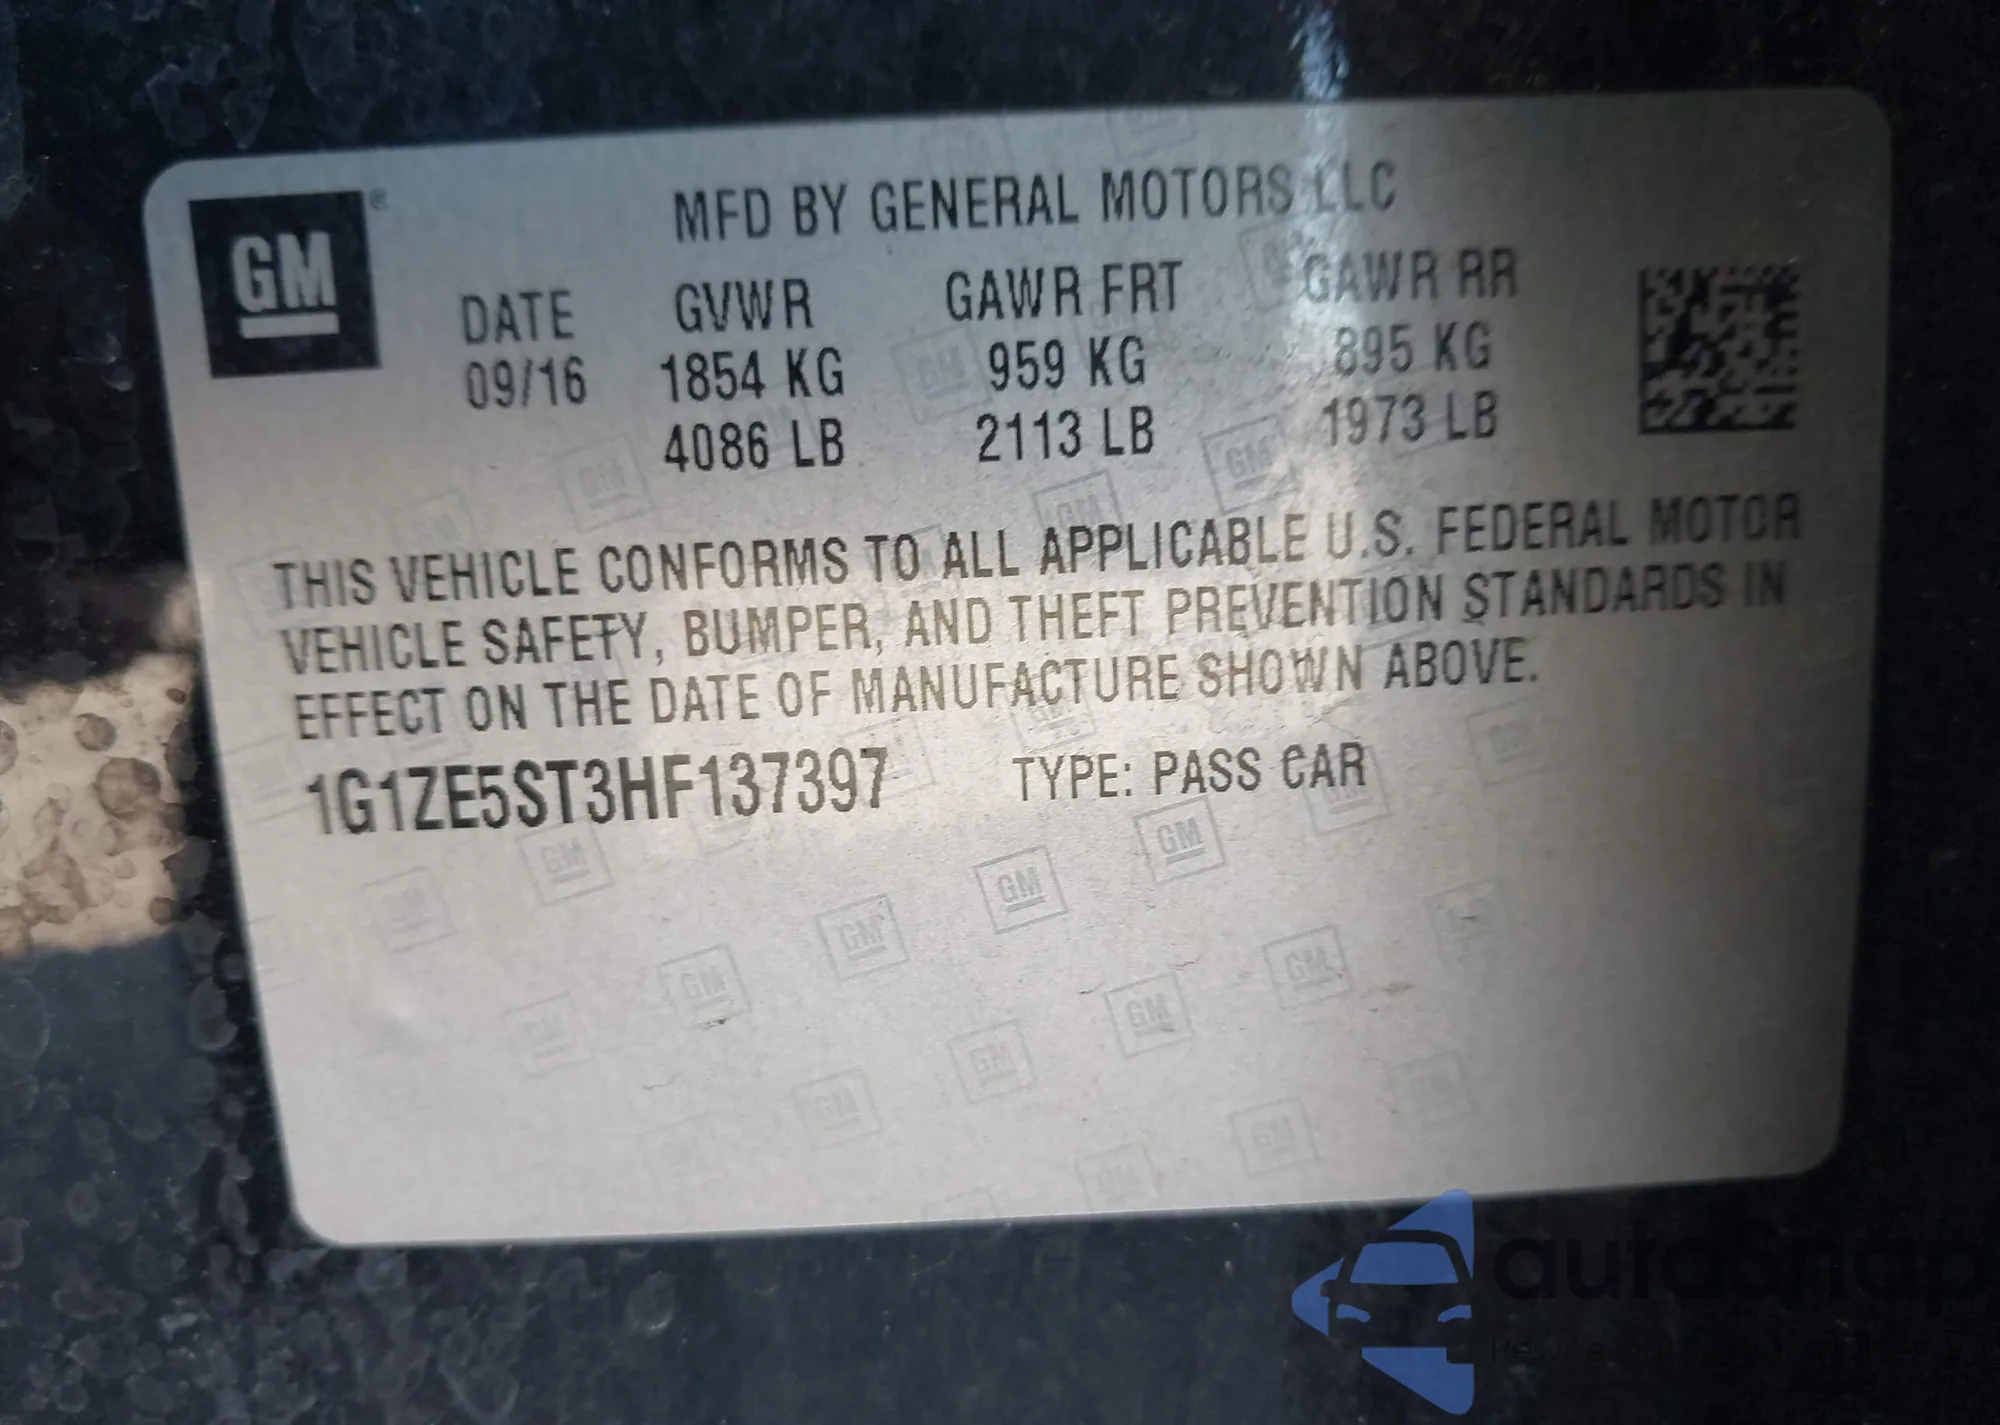 GM®
MFD BY GENERAL MOTORS LLC
DATE GVWR GAWR FRT GAWR RR
09/16 1854 KG 959 KG 895 KG
4086 LB 2113 LB 1973 LB
THIS VEHICLE CONFORMS TO ALL APPLICABLE U.S. FEDERAL MOTOR
VEHICLE SAFETY, BUMPER, AND THEFT PREVENTION STANDARDS IN
EFFECT ON THE DATE OF MANUFACTURE SHOWN ABOVE.
1G1ZE5ST3HF137397 TYPE: PASS CAR
autosnap